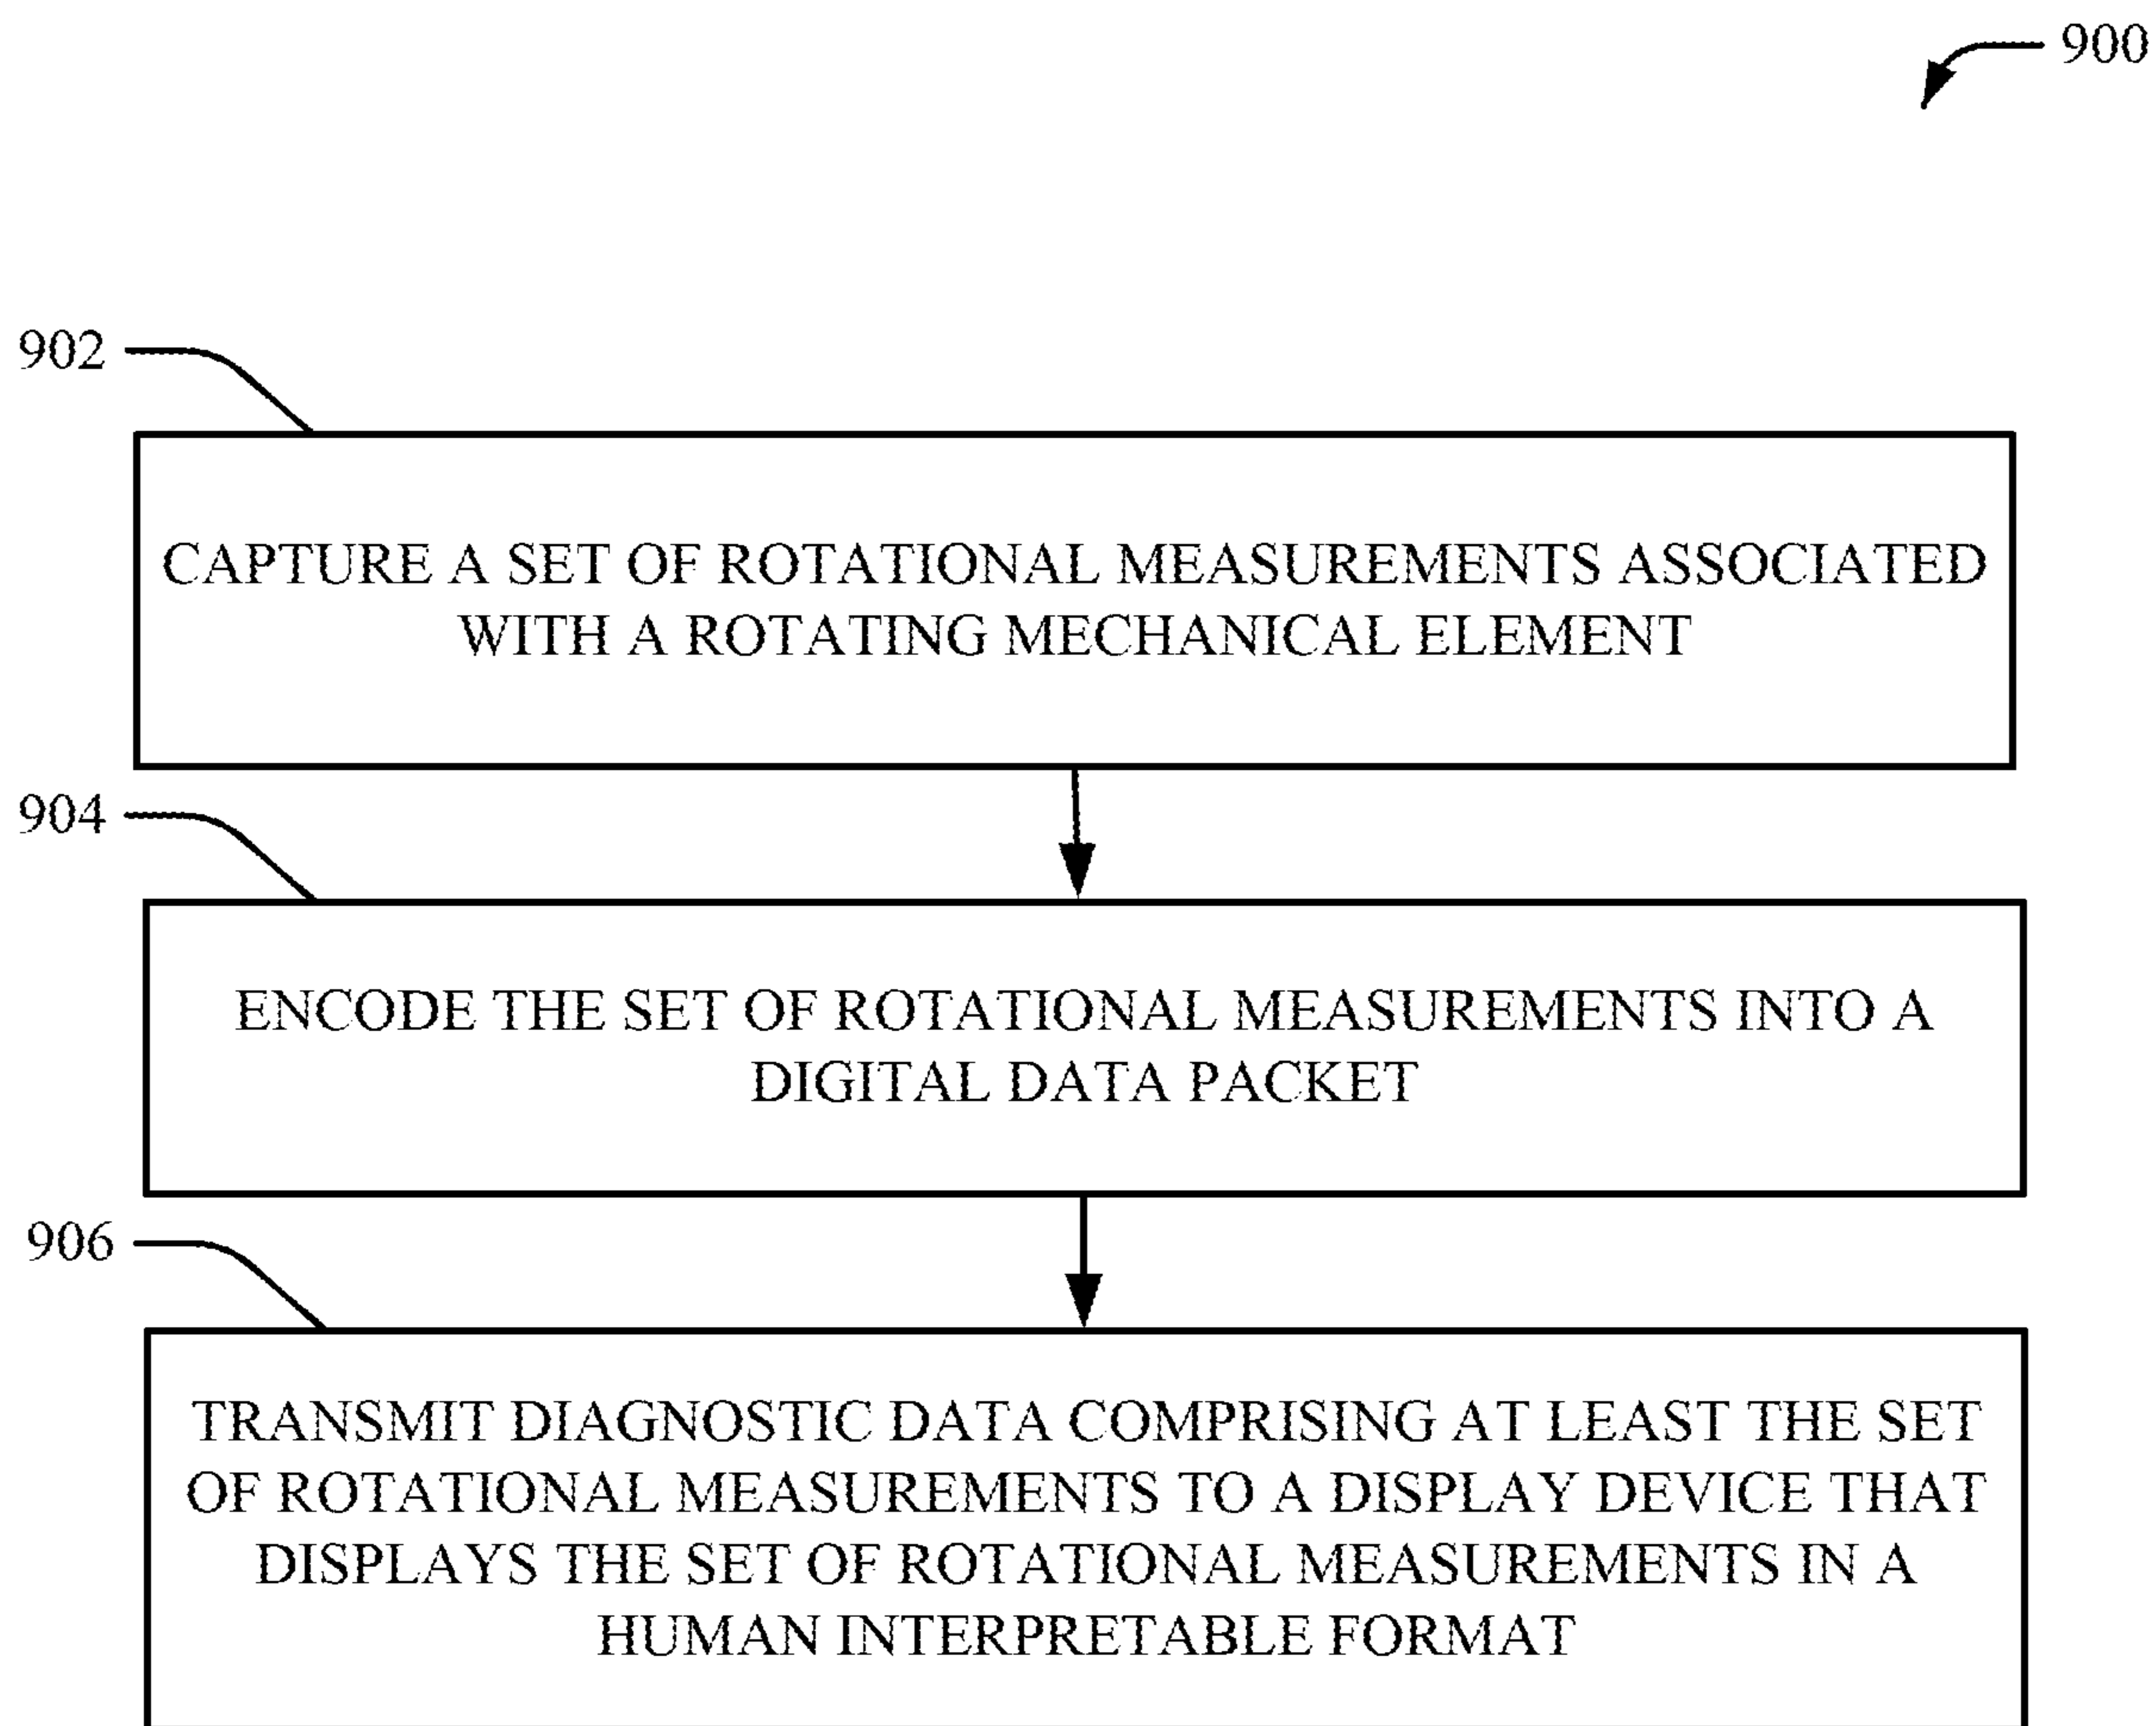 900
902
CAPTURE A SET OF ROTATIONAL MEASUREMENTS ASSOCIATED
WITH A ROTATING MECHANICAL ELEMENT
904
ENCODE THE SET OF ROTATIONAL MEASUREMENTS INTO A
DIGITAL DATA PACKET
906
TRANSMIT DIAGNOSTIC DATA COMPRISING AT LEAST THE SET
OF ROTATIONAL MEASUREMENTS TO A DISPLAY DEVICE THAT
DISPLAYS THE SET OF ROTATIONAL MEASUREMENTS IN A
HUMAN INTERPRETABLE FORMAT